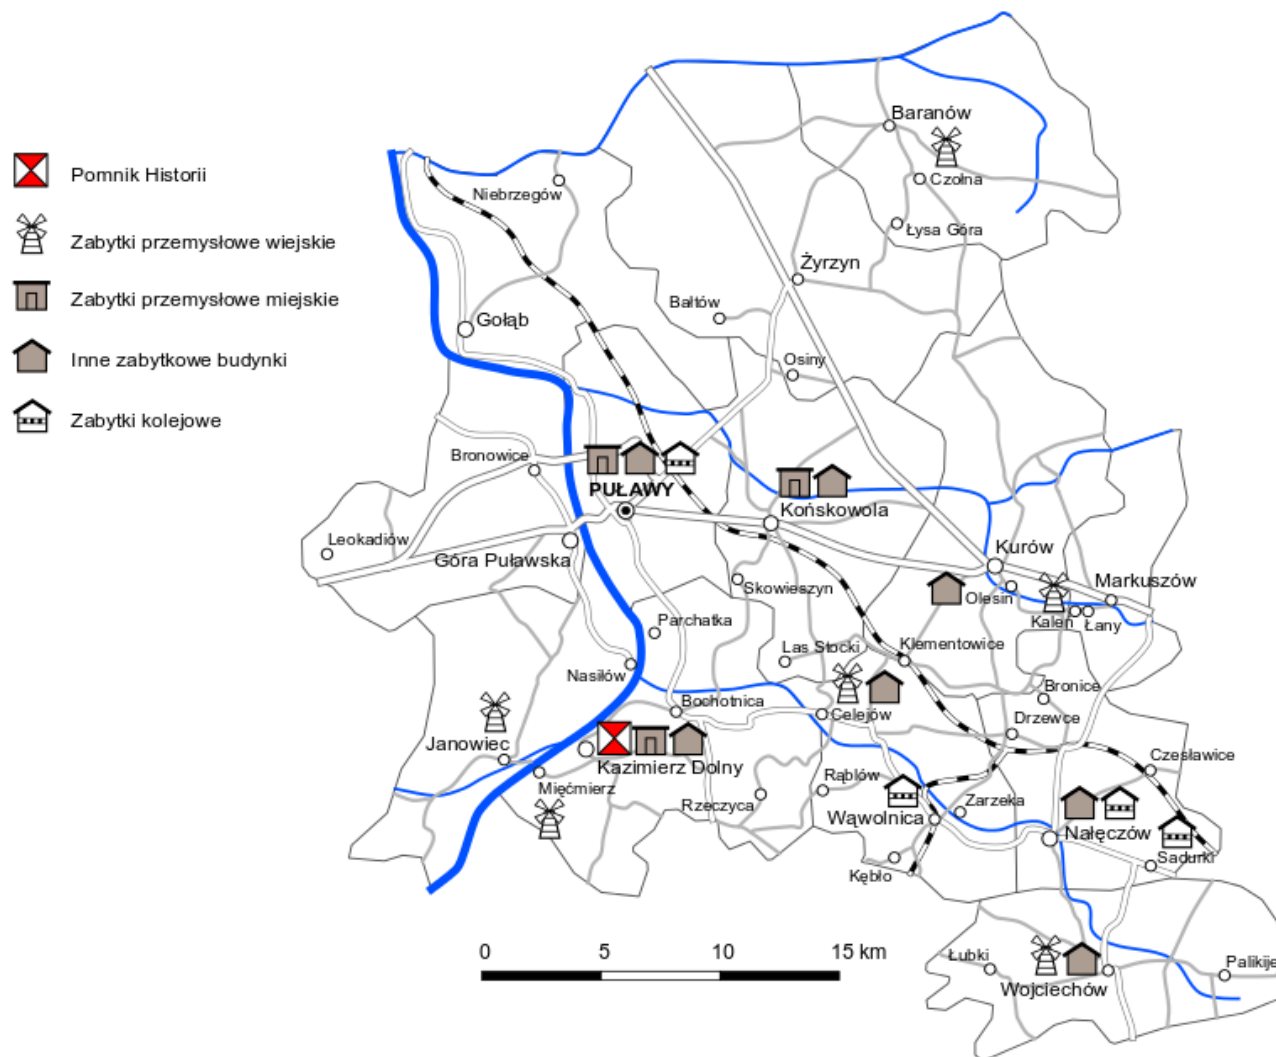 Pomnik Historii
Zabytki przemysłowe wiejskie
Zabytki przemysłowe miejskie
Inne zabytkowe budynki
Zabytki kolejowe
Baranów
Czołna
Niebrzegów
Łysa Góra
Żyrzyn
Bałtów
Gołąb
Osiny
Bronowice
PUŁAWY
Końskowola
Leokadiów
Góra Puławska
Kurów
Skowieszyn
Olesin
Markuszów
Kaleń
Łany
Parchatka
Las Stocki
Klementowice
Nasiłów
Bronice
Bochotnica
Celejów
Drzewce
Janowiec
Kazimierz Dolny
Czesławice
Mięćmierz
Rąblów
Rzeczyca
Zarzeka
Wąwolnica
Nałęczów
Sadurki
Kębło
0 5 10 15 km
Łubki
Palikije
Wojciechów